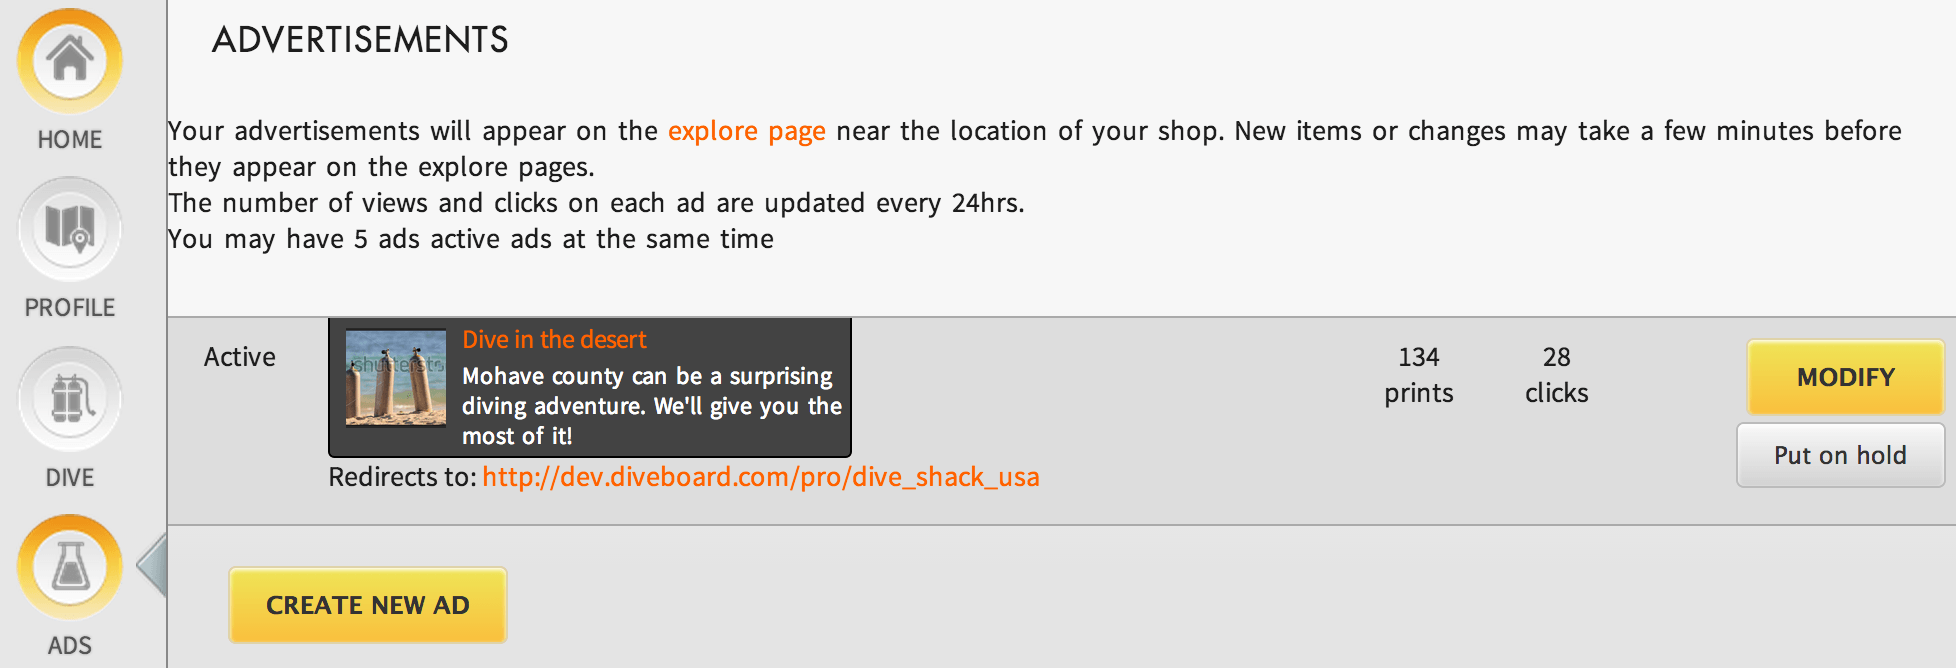 ADVERTISEMENTS
HOME
Your advertisements will appear on the explore page near the location of your shop. New items or changes may take a few minutes before
they appear on the explore pages.
The number of views and clicks on each ad are updated every 24hrs.
You may have 5 ads active ads at the same time
PROFILE
DIVE
ADS
Active
Dive in the desert
Mohave county can be a surprising
diving adventure. We'll give you the
most of it!
Redirects to: http://dev.diveboard.com/pro/dive_shack_usa
134
prints
28
clicks
MODIFY
Put on hold
CREATE NEW AD